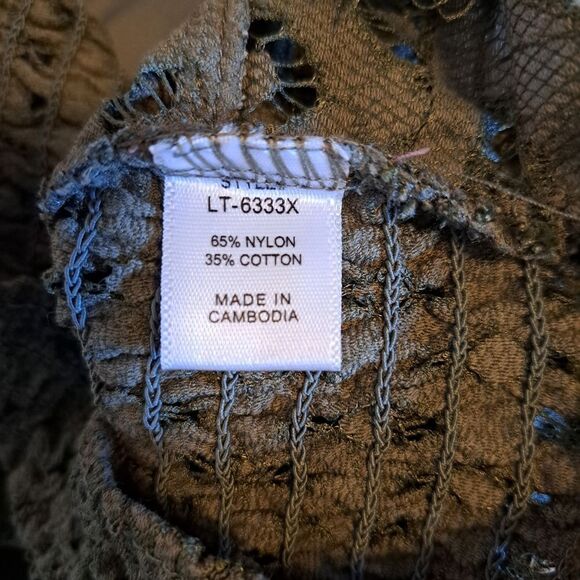 LT-6333X
65% NYLON
35% COTTON
MADE IN
CAMBODIA